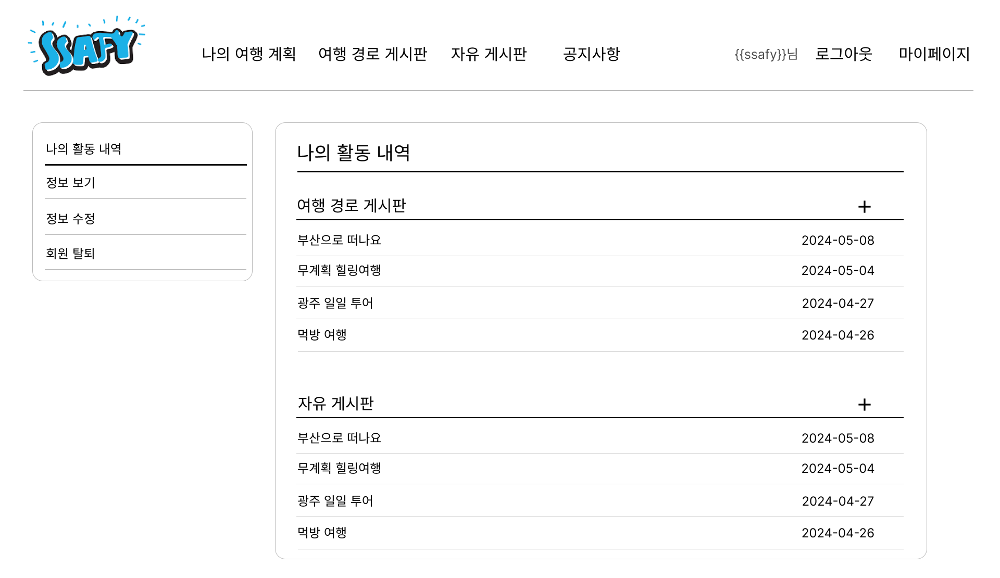 SSAFY
나의 여행 계획 여행 경로 게시판 자유 게시판 공지사항 {{ssafy}}님 로그아웃 마이페이지
나의 활동 내역
정보 보기
정보 수정
회원 탈퇴
나의 활동 내역
여행 경로 게시판 +
부산으로 떠나요 2024-05-08
무계획 힐링여행 2024-05-04
광주 일일 투어 2024-04-27
먹방 여행 2024-04-26
자유 게시판 +
부산으로 떠나요 2024-05-08
무계획 힐링여행 2024-05-04
광주 일일 투어 2024-04-27
먹방 여행 2024-04-26